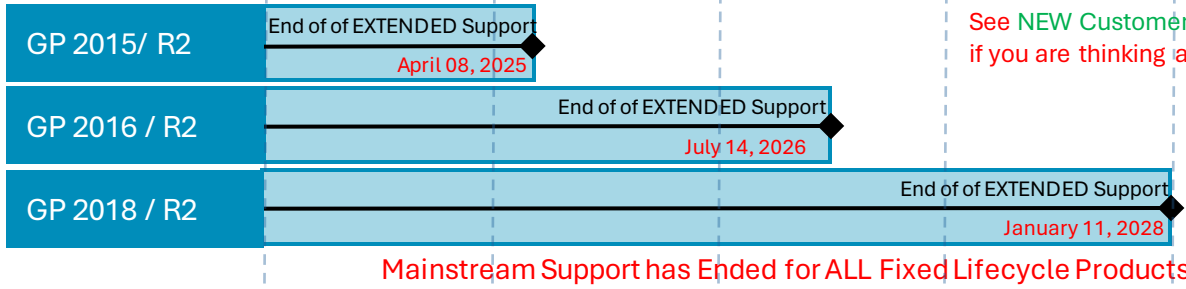 GP 2015/ R2
End of of EXTENDED Support
April 08, 2025
See NEW Customer
if you are thinking a
GP 2016 / R2
End of of EXTENDED Support
July 14, 2026
GP 2018 / R2
End of of EXTENDED Support
January 11, 2028
Mainstream Support has Ended for ALL Fixed Lifecycle Products